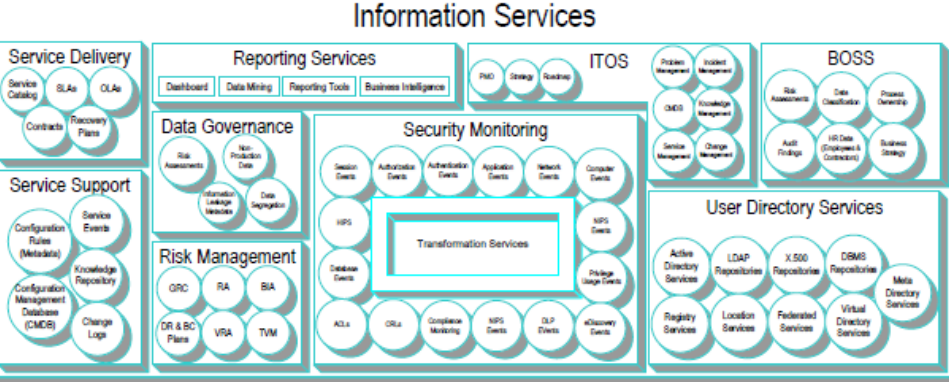 Information Services
Service Delivery
Service
Catalog
SLAs
OLAs
Contracts
Recovery
Plans
Reporting Services
Dashboard
Data Mining
Reporting Tools
Business Intelligence
ITOS
PMO
Strategy
Roadmap
Problem
Management
Incident
Management
CMDB
Knowledge
Management
Service
Management
Change
Management
BOSS
Risk
Assessments
Data
Classification
Process
Ownership
Audit
Findings
HR Data
(Employees &
Contractors)
Business
Strategy
Data Governance
Risk
Assessments
Non-
Production
Data
Information
Leakage
Metadata
Data
Segregation
Security Monitoring
Session
Events
Authorization
Events
Authentication
Events
Application
Events
Network
Events
Computer
Events
HIPS
Transformation Services
NIPS
Events
Database
Events
Privilege
Usage Events
ACLs
CRLs
Compliance
Monitoring
NIPS
Events
DLP
EVents
eDiscovery
Events
Service Support
Configuration
Rules
(Metadata)
Service
Events
Knowledge
Repository
Configuration
Management
Database
(CMDB)
Change
Logs
Risk Management
GRC
RA
BIA
DR & BC
Plans
VRA
TVM
User Directory Services
Active
Directory
Services
LDAP
Repositories
X.500
Repositories
DBMS
Repositories
Meta
Directory
Services
Registry
Services
Location
Services
Federated
Services
Virtual
Directory
Services